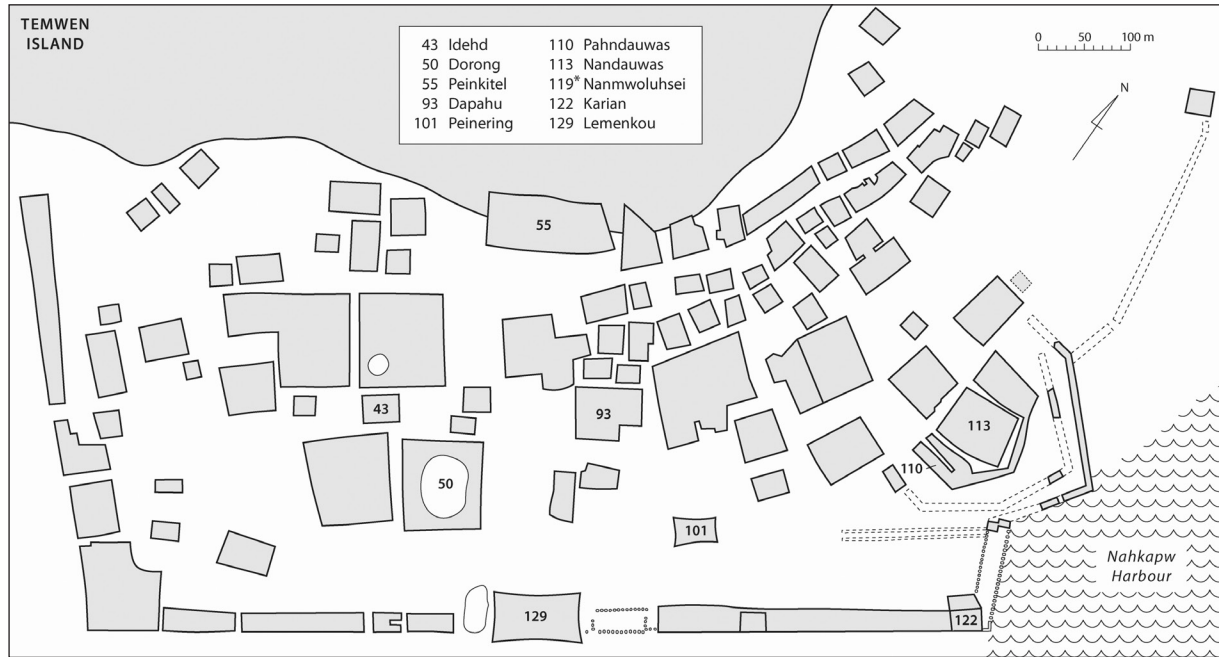 TEMWEN
ISLAND
43 Idehd
50 Dorong
55 Peinkitel
93 Dapahu
101 Peinering
110 Pahndauwas
113 Nandauwas
119* Nanmwoluhsei
122 Karian
129 Lemenkou
0 50 100 m
N
55
43
93
50
113
110
101
129
122
Nahkapw
Harbour